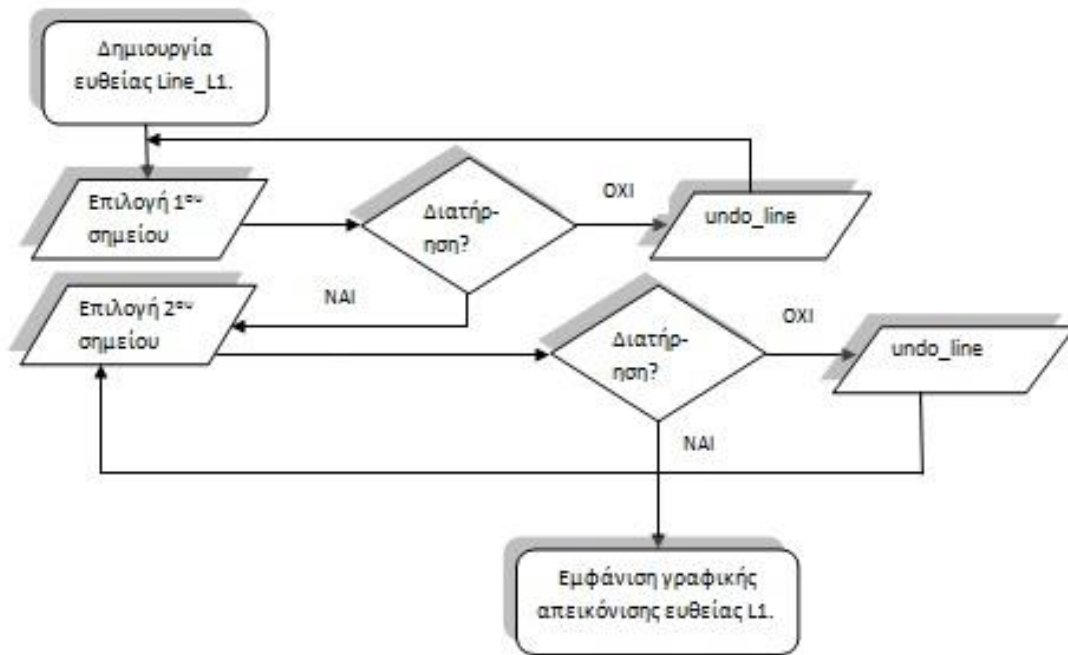 Δημιουργία
ευθείας Line_L1.
Επιλογή 1ου
σημείου
Διατήρ-
ηση?
ΟΧΙ
undo_line
ΝΑΙ
Επιλογή 2ου
σημείου
Διατήρ-
ηση?
ΟΧΙ
undo_line
ΝΑΙ
Εμφάνιση γραφικής
απεικόνισης ευθείας L1.